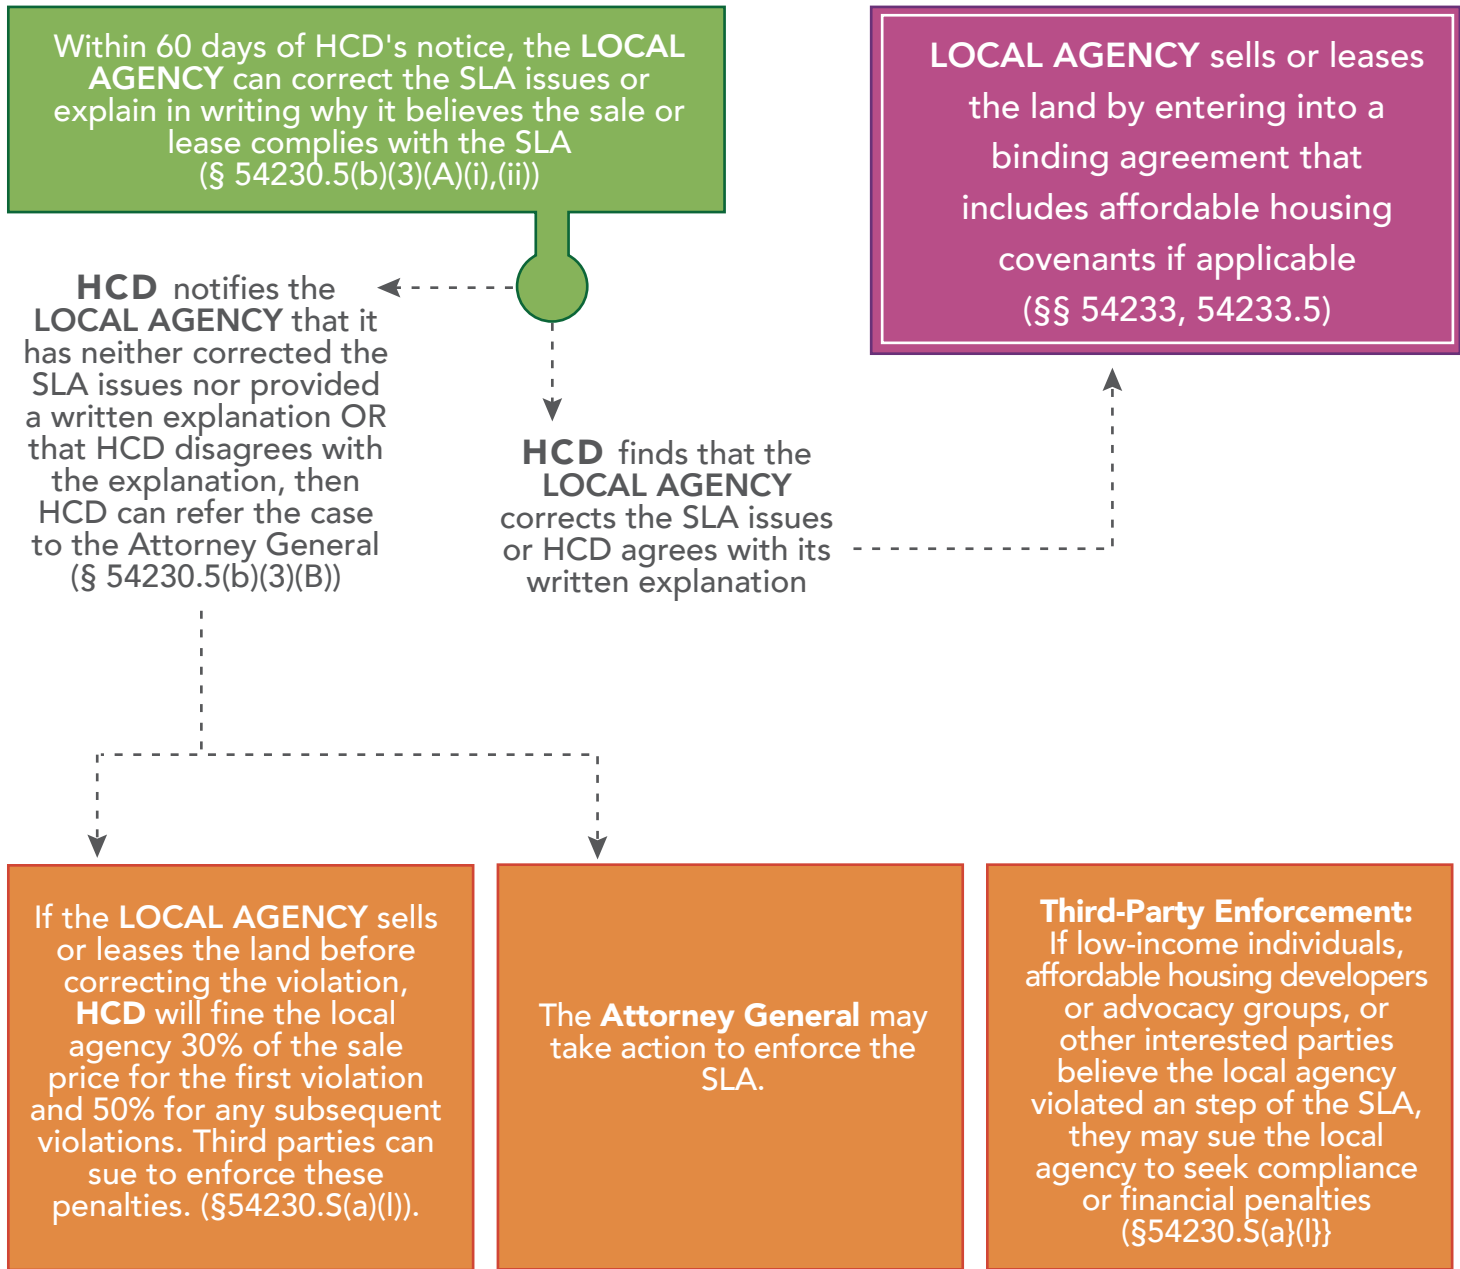 Within 60 days of HCD's notice, the LOCAL
AGENCY can correct the SLA issues or
explain in writing why it believes the sale or
lease complies with the SLA
(§ 54230.5(b)(3)(A)(i),(ii))
LOCAL AGENCY sells or leases
the land by entering into a
binding agreement that
includes affordable housing
covenants if applicable
(§§ 54233, 54233.5)
HCD notifies the
LOCAL AGENCY that it
has neither corrected the
SLA issues nor provided
a written explanation OR
that HCD disagrees with
the explanation, then
HCD can refer the case
to the Attorney General
(§ 54230.5(b)(3)(B))
HCD finds that the
LOCAL AGENCY
corrects the SLA issues
or HCD agrees with its
written explanation
If the LOCAL AGENCY sells
or leases the land before
correcting the violation,
HCD will fine the local
agency 30% of the sale
price for the first violation
and 50% for any subsequent
violations. Third parties can
sue to enforce these
penalties. (§54230.S(a)(l)).
The Attorney General may
take action to enforce the
SLA.
Third-Party Enforcement:
If low-income individuals,
affordable housing developers
or advocacy groups, or
other interested parties
believe the local agency
violated an step of the SLA,
they may sue the local
agency to seek compliance
or financial penalties
(§54230.S(a}(l}}